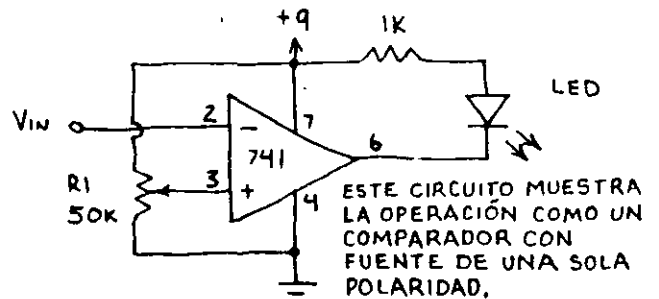 +9
1K
LED
VIN
2
-
7
6
741
R1
50K
3
+
4
ESTE CIRCUITO MUESTRA
LA OPERACIÓN COMO UN
COMPARADOR CON
FUENTE DE UNA SOLA
POLARIDAD.